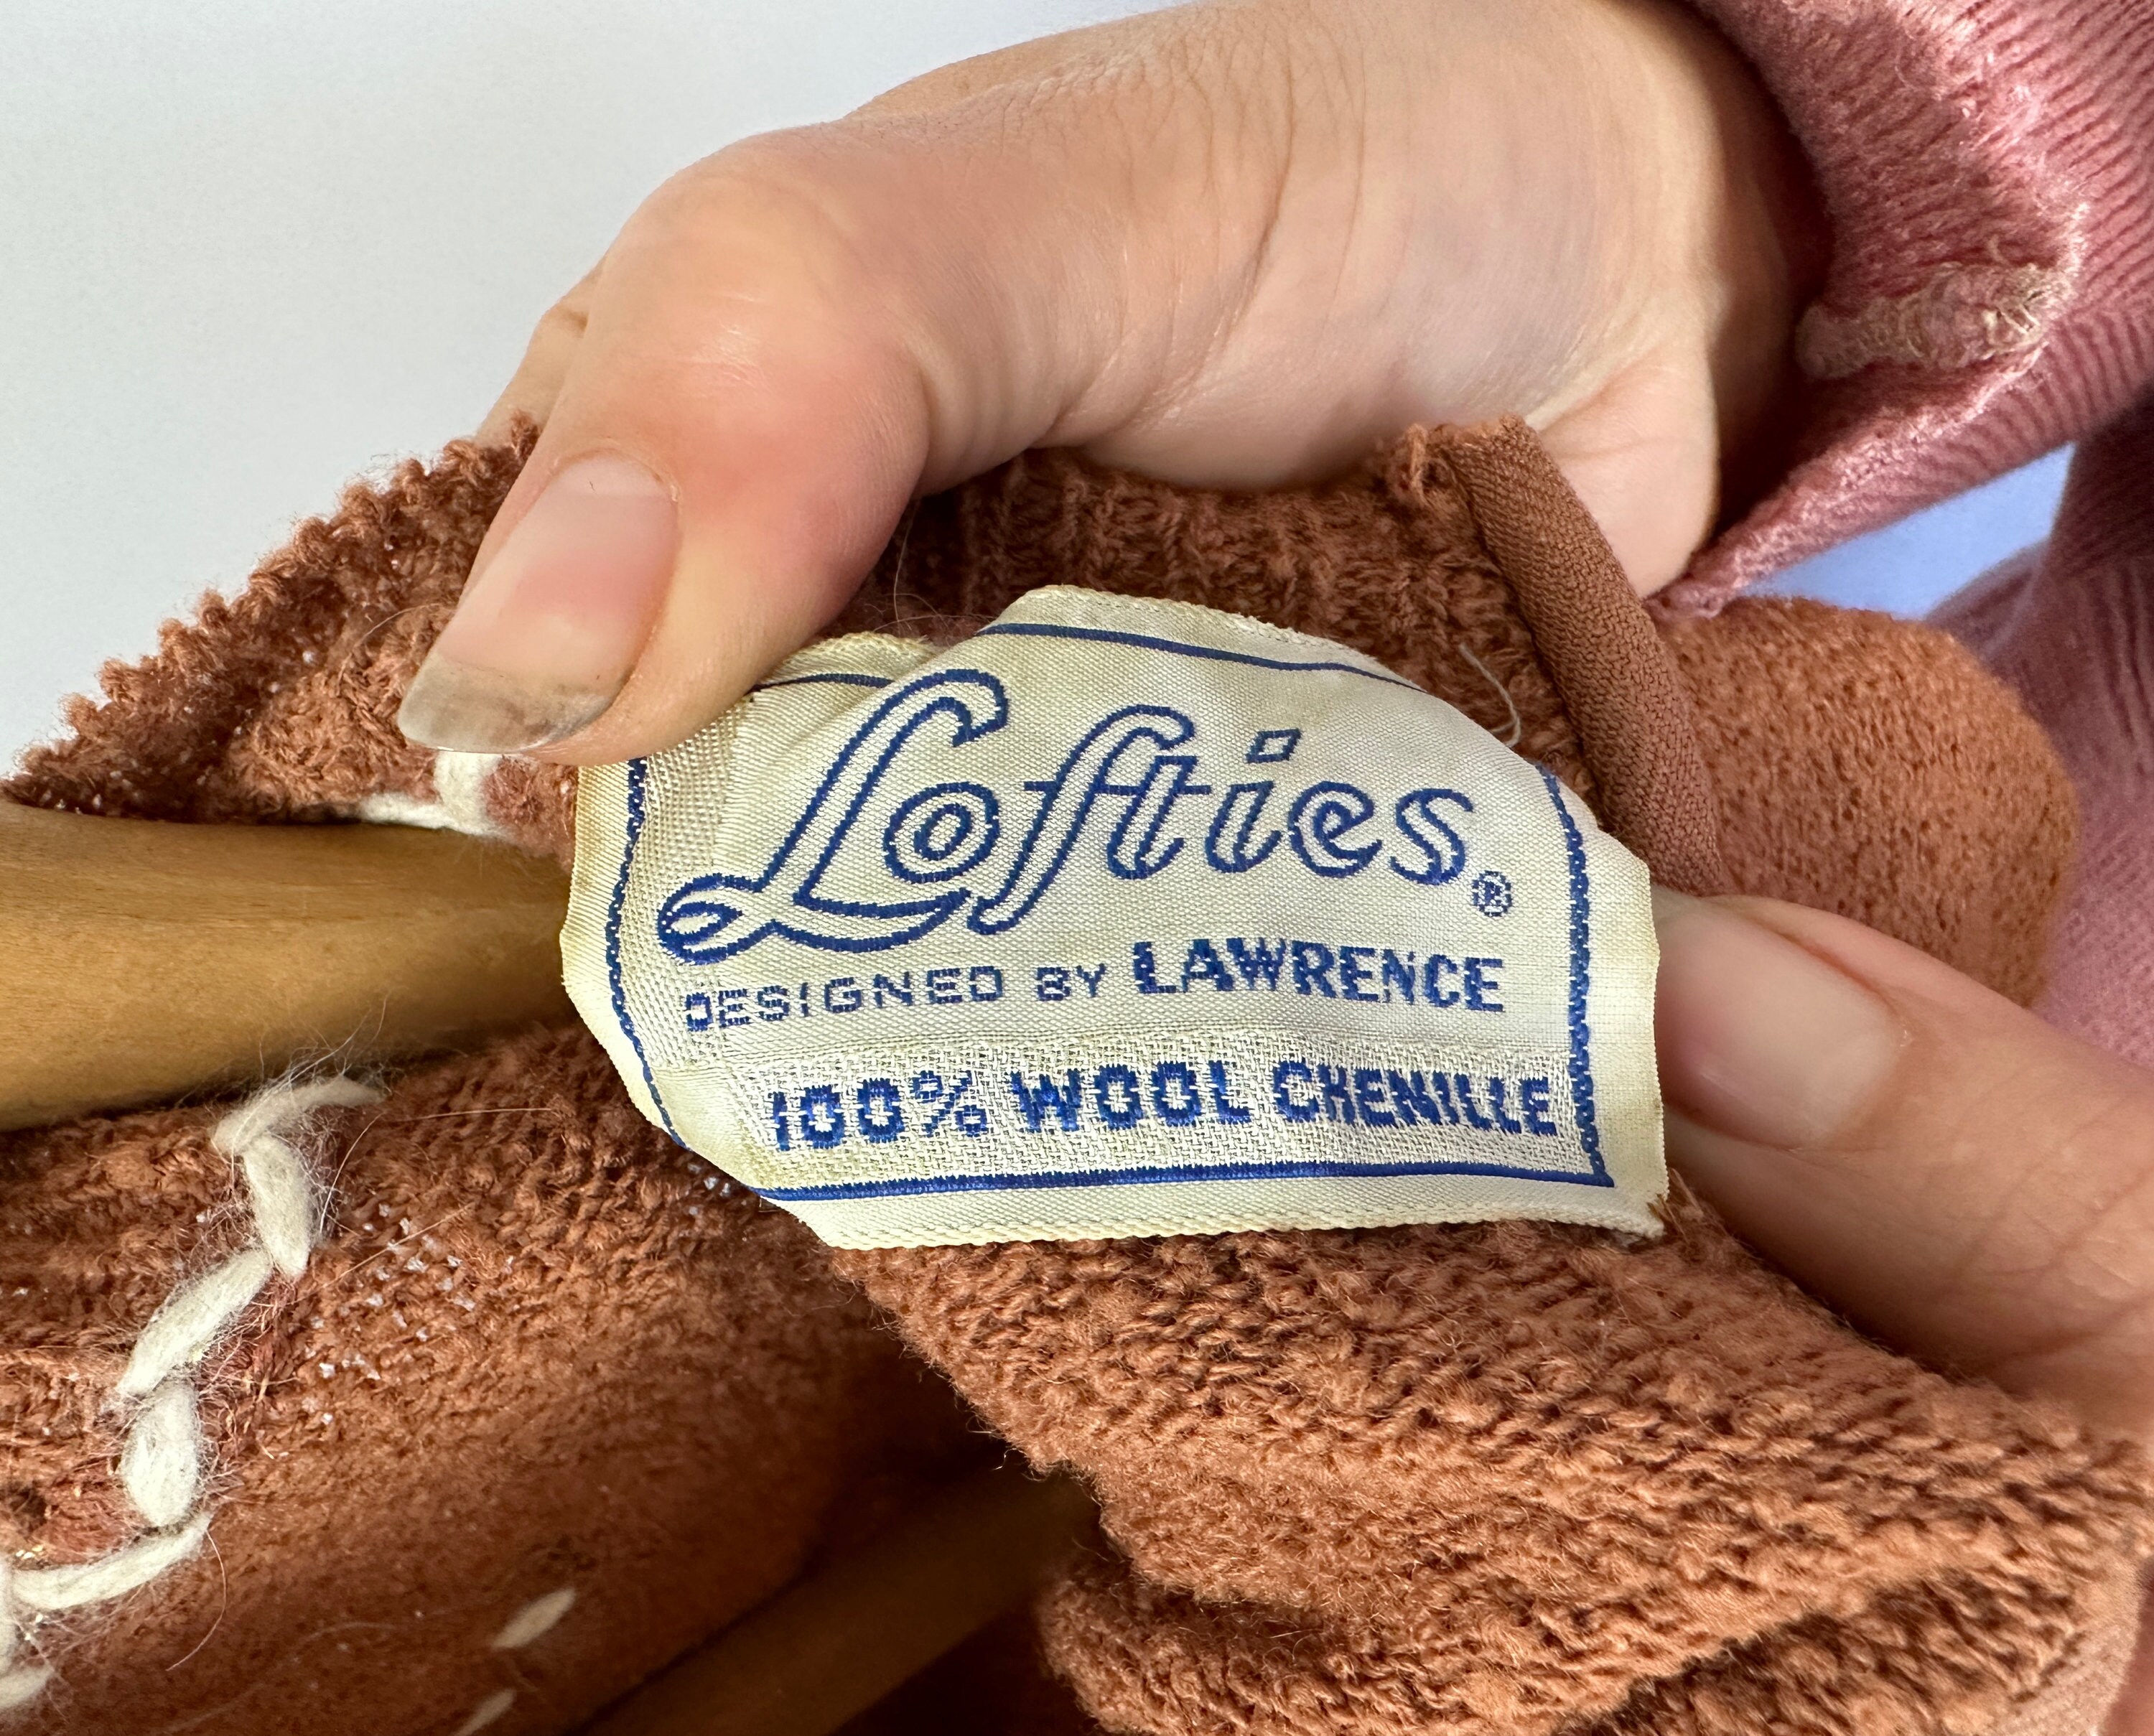 Lofties®
DESIGNED BY LAWRENCE
100% WOOL CHENILLE